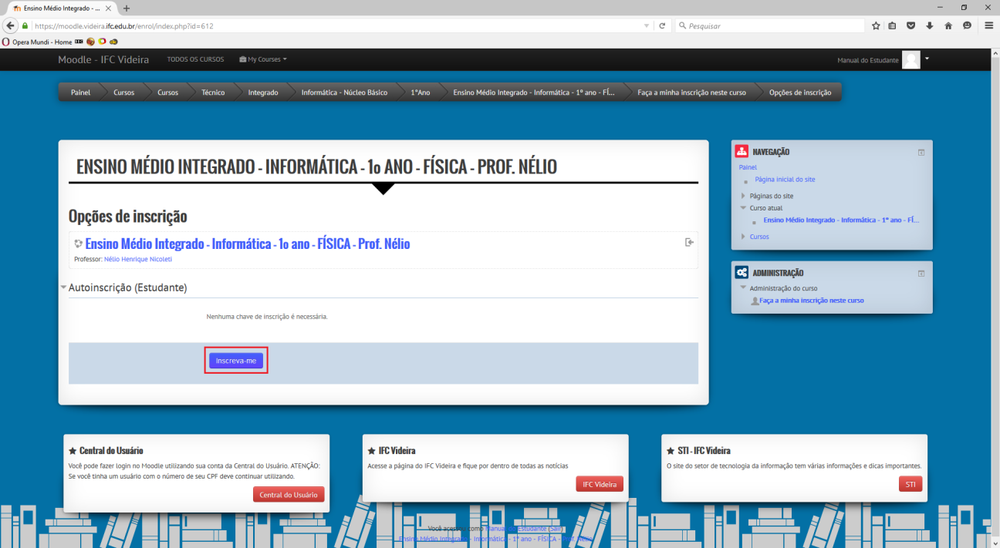 Ensino Médio Integrado - ...
https://moodle.videira.ifc.edu.br/enrol/index.php?id=612
Pesquisar
Opera Mundi - Home
Moodle - IFC Videira TODOS OS CURSOS My Courses Manual do Estudante
Painel Cursos Cursos Técnico Integrado Informática - Núcleo Básico 1ºAno Ensino Médio Integrado - Informática - 1º ano - FÍ... Faça a minha inscrição neste curso Opções de inscrição
ENSINO MÉDIO INTEGRADO - INFORMÁTICA - 1o ANO - FÍSICA - PROF. NÉLIO
Opções de inscrição
Ensino Médio Integrado - Informática - 1o ano - FÍSICA - Prof. Nélio
Professor: Nélio Henrique Nicoleti
Autoinscrição (Estudante)
Nenhuma chave de inscrição é necessária.
Inscreva-me
NAVEGAÇÃO
Painel
Página inicial do site
Páginas do site
Curso atual
Ensino Médio Integrado - Informática - 1º ano - FÍ...
Cursos
ADMINISTRAÇÃO
Administração do curso
Faça a minha inscrição neste curso
Central do Usuário
Você pode fazer login no Moodle utilizando sua conta da Central do Usuário. ATENÇÃO:
Se você tinha um usuário com o número de seu CPF deve continuar utilizando.
Central do Usuário
IFC Videira
Acesse a página do IFC Videira e fique por dentro de todas as notícias
IFC Videira
STI - IFC Videira
O site do setor de tecnologia da informação tem várias informações e dicas importantes.
STI
Você acessou como Manual do Estudante (Sair)
Ensino Médio Integrado - Informática - 1º ano - FÍSICA - Prof. Nélio